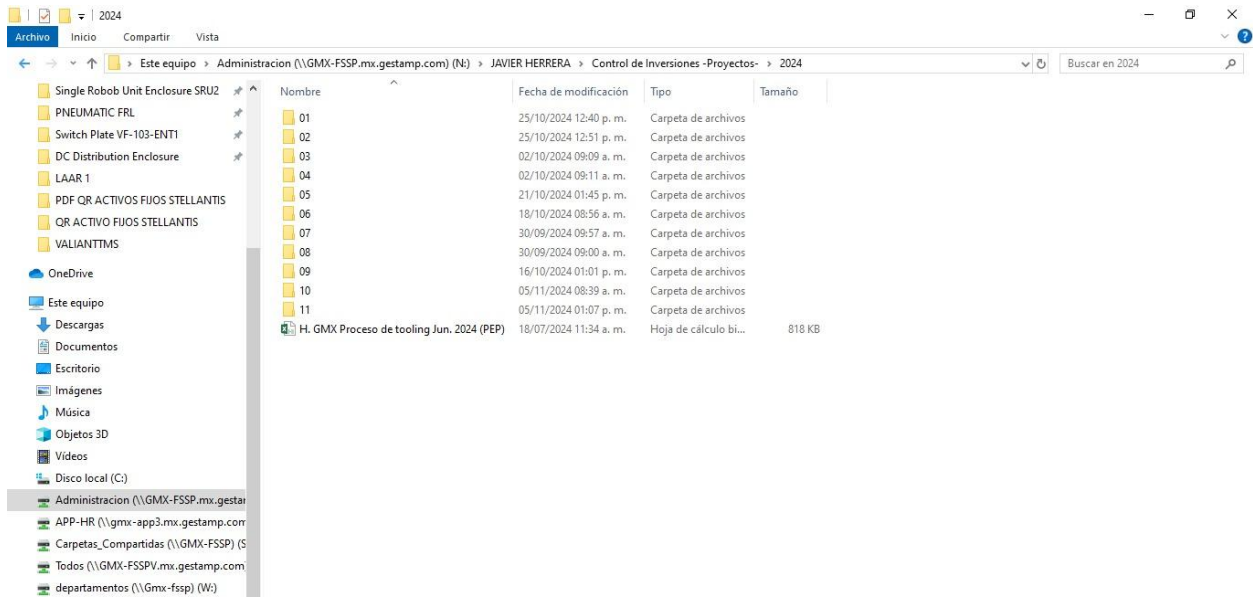 2024
Archivo Inicio Compartir Vista
Este equipo > Administracion (\\GMX-FSSP.mx.gestamp.com) (N:) > JAVIER HERRERA > Control de Inversiones -Proyectos- > 2024
Buscar en 2024
Single Robob Unit Enclosure SRU2
PNEUMATIC FRL
Switch Plate VF-103-ENT1
DC Distribution Enclosure
LAAR 1
PDF QR ACTIVOS FIJOS STELLANTIS
QR ACTIVO FIJOS STELLANTIS
VALIANTTMS
OneDrive
Este equipo
Descargas
Documentos
Escritorio
Imágenes
Música
Objetos 3D
Vídeos
Disco local (C:)
Administracion (\\GMX-FSSP.mx.gestar
APP-HR (\\gmx-app3.mx.gestamp.com
Carpetas_Compartidas (\\GMX-FSSP) (S
Todos (\\GMX-FSSPV.mx.gestamp.com)
departamentos (\\Gmx-fssp) (W:)
Nombre Fecha de modificación Tipo Tamaño
01 25/10/2024 12:40 p. m. Carpeta de archivos
02 25/10/2024 12:51 p. m. Carpeta de archivos
03 02/10/2024 09:09 a. m. Carpeta de archivos
04 02/10/2024 09:11 a. m. Carpeta de archivos
05 21/10/2024 01:45 p. m. Carpeta de archivos
06 18/10/2024 08:56 a. m. Carpeta de archivos
07 30/09/2024 09:57 a. m. Carpeta de archivos
08 30/09/2024 09:00 a. m. Carpeta de archivos
09 16/10/2024 01:01 p. m. Carpeta de archivos
10 05/11/2024 08:39 a. m. Carpeta de archivos
11 05/11/2024 01:07 p. m. Carpeta de archivos
H. GMX Proceso de tooling Jun. 2024 (PEP) 18/07/2024 11:34 a. m. Hoja de cálculo bi... 818 KB